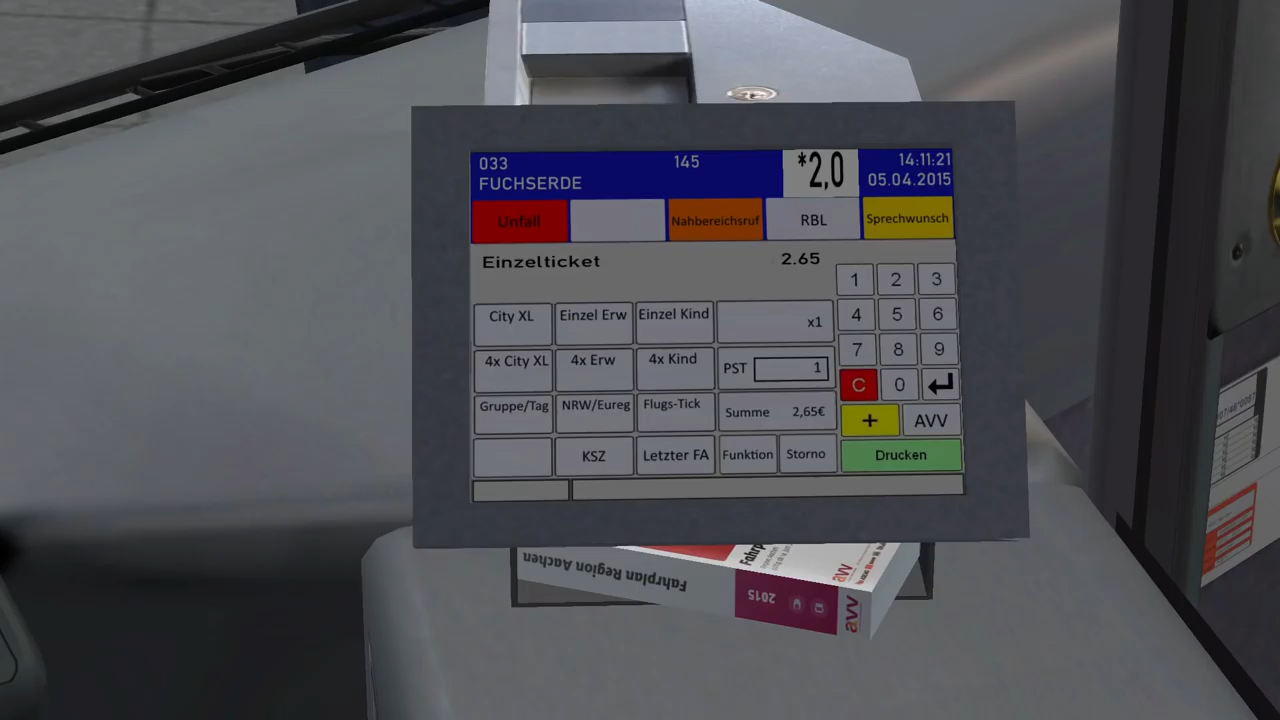 033 145 *2,0 14:11:21
FUCHSERDE 05.04.2015
Unfall Nahbereichsruf RBL Sprechwunsch
Einzelticket 2.65
1 2 3
City XL Einzel Erw Einzel Kind x1
4 5 6
4x City XL 4x Erw 4x Kind PST 1
7 8 9
C 0 ↵
Gruppe/Tag NRW/Eureg Flugs-Tick Summe 2,65€
+ AVV
KSZ Letzter FA Funktion Storno Drucken
Fahrplan Region Aachen
2015
avv
avv